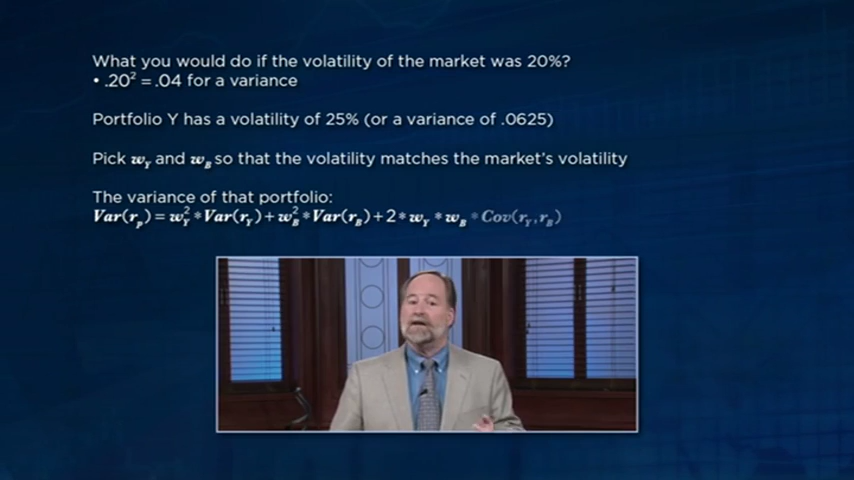 What you would do if the volatility of the market was 20%?
• .20² = .04 for a variance
Portfolio Y has a volatility of 25% (or a variance of .0625)
Pick w_Y and w_B so that the volatility matches the market's volatility
The variance of that portfolio:
Var(r_p) = w_Y² * Var(r_Y) + w_B² * Var(r_B) + 2 * w_Y * w_B * Cov(r_Y, r_B)